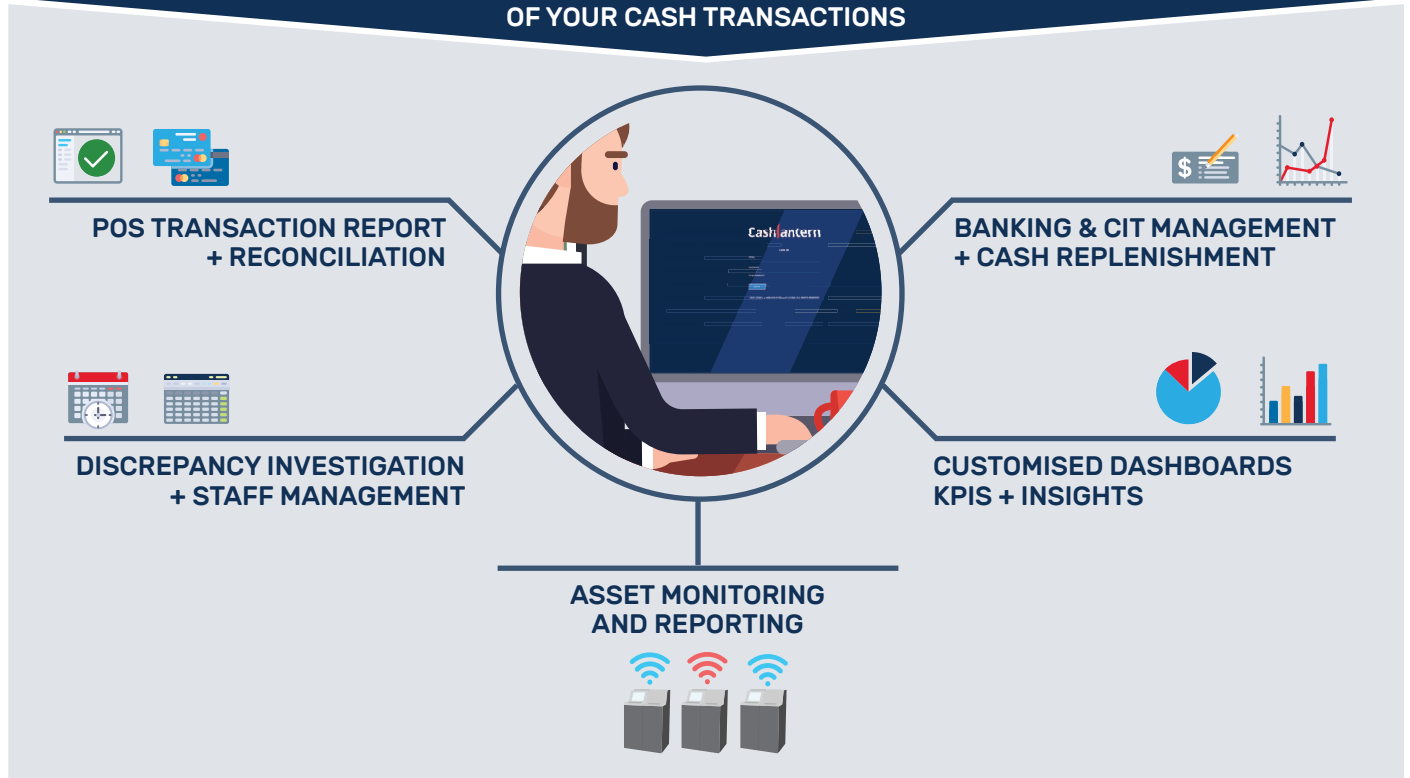 OF YOUR CASH TRANSACTIONS
POS TRANSACTION REPORT
+ RECONCILIATION
BANKING & CIT MANAGEMENT
+ CASH REPLENISHMENT
$
Cashlantern
DISCREPANCY INVESTIGATION
+ STAFF MANAGEMENT
CUSTOMISED DASHBOARDS
KPIS + INSIGHTS
ASSET MONITORING
AND REPORTING